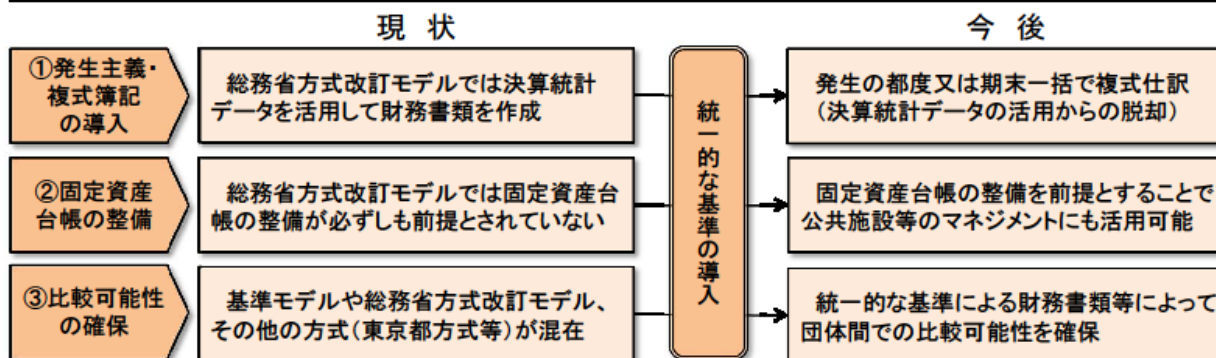 現 状
今 後
①発生主義・
複式簿記
の導入
総務省方式改訂モデルでは決算統計
データを活用して財務書類を作成
発生の都度又は期末一括で複式仕訳
（決算統計データの活用からの脱却）
②固定資産
台帳の整備
総務省方式改訂モデルでは固定資産台
帳の整備が必ずしも前提とされていない
統一的な基準の導入
固定資産台帳の整備を前提とすることで
公共施設等のマネジメントにも活用可能
③比較可能性
の確保
基準モデルや総務省方式改訂モデル、
その他の方式（東京都方式等）が混在
統一的な基準による財務書類等によって
団体間での比較可能性を確保